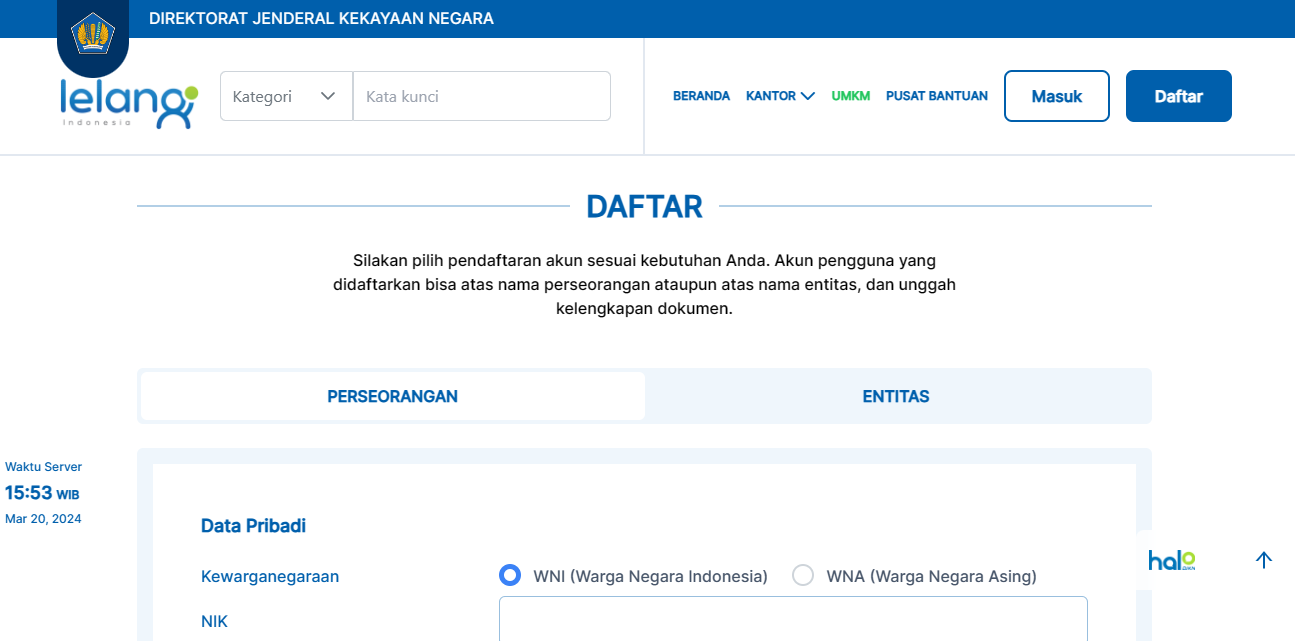 DIREKTORAT JENDERAL KEKAYAAN NEGARA
lelang
Indonesia
Kategori
Kata kunci
BERANDA
KANTOR
UMKM
PUSAT BANTUAN
Masuk
Daftar
DAFTAR
Silakan pilih pendaftaran akun sesuai kebutuhan Anda. Akun pengguna yang
didaftarkan bisa atas nama perseorangan ataupun atas nama entitas, dan unggah
kelengkapan dokumen.
PERSEORANGAN
ENTITAS
Waktu Server
15:53 WIB
Mar 20, 2024
Data Pribadi
Kewarganegaraan
WNI (Warga Negara Indonesia)
WNA (Warga Negara Asing)
NIK
halo